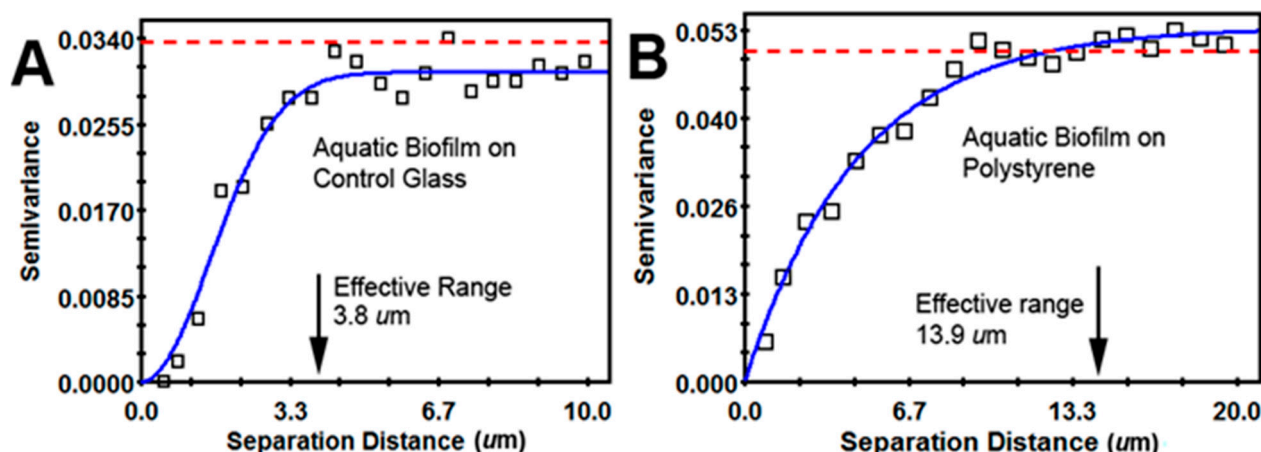 A
0.0340
0.0255
0.0170
0.0085
0.0000
Semivariance
Aquatic Biofilm on
Control Glass
Effective Range
3.8 um
0.0 3.3 6.7 10.0
Separation Distance (um)
B
0.053
0.040
0.026
0.013
0.000
Semivariance
Aquatic Biofilm on
Polystyrene
Effective range
13.9 um
0.0 6.7 13.3 20.0
Separation Distance (um)